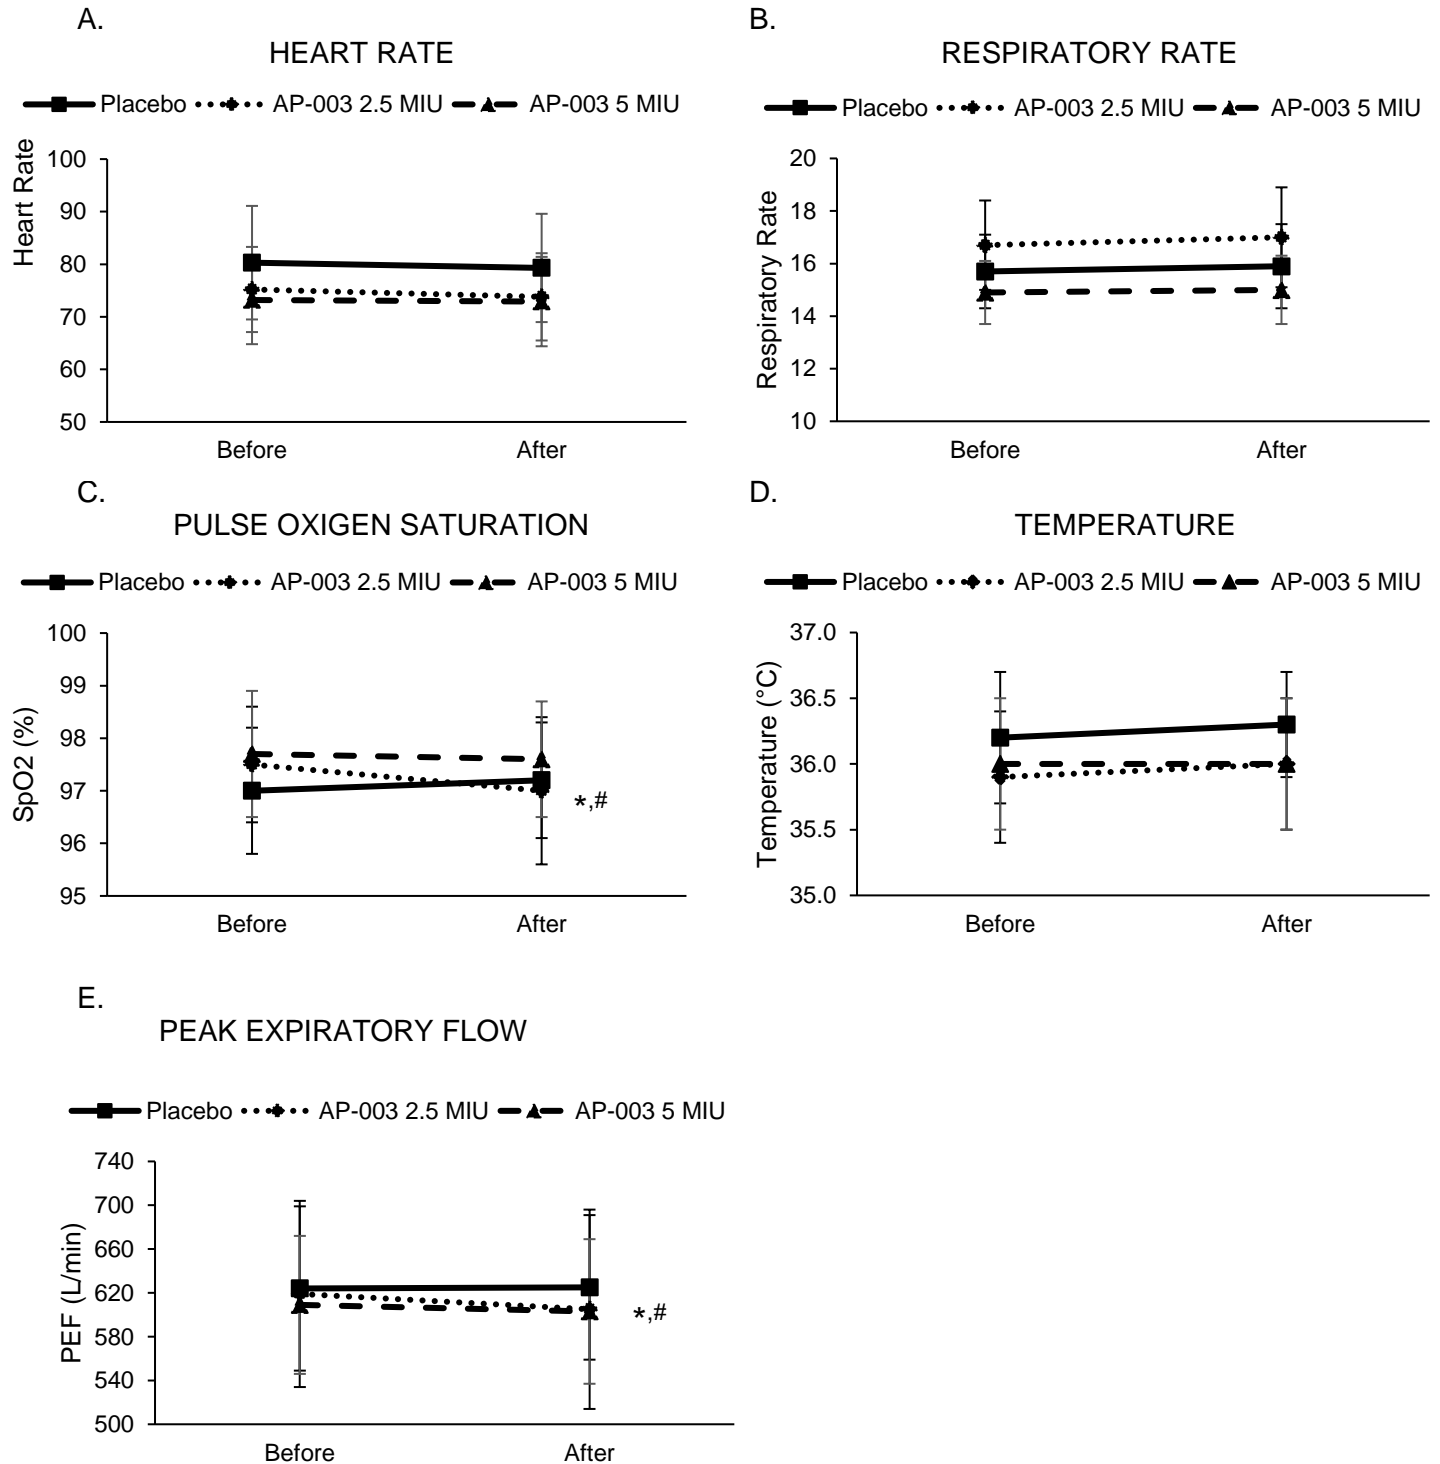 A.
HEART RATE
Placebo AP-003 2.5 MIU AP-003 5 MIU
Heart Rate
100
90
80
70
60
50
Before After
B.
RESPIRATORY RATE
Placebo AP-003 2.5 MIU AP-003 5 MIU
Respiratory Rate
20
18
16
14
12
10
Before After
C.
PULSE OXIGEN SATURATION
Placebo AP-003 2.5 MIU AP-003 5 MIU
SpO2 (%)
100
99
98
97
96
95
*,#
Before After
D.
TEMPERATURE
Placebo AP-003 2.5 MIU AP-003 5 MIU
Temperature (°C)
37.0
36.5
36.0
35.5
35.0
Before After
E.
PEAK EXPIRATORY FLOW
Placebo AP-003 2.5 MIU AP-003 5 MIU
PEF (L/min)
740
700
660
620
580
540
500
*,#
Before After